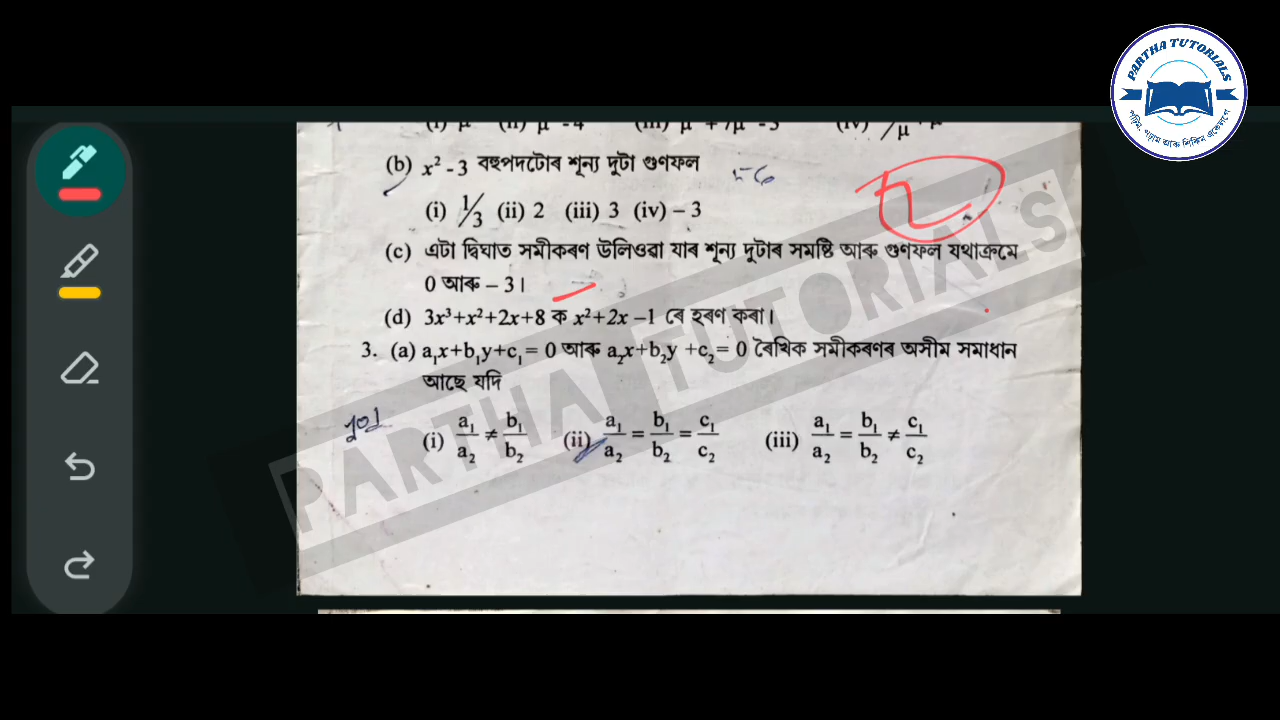 PARTHA TUTORIALS
(b) x² - 3 বহুপদটোৰ শূন্য দুটা গুণফল
(i) 1/3 (ii) 2 (iii) 3 (iv) – 3
(c) এটা দ্বিঘাত সমীকৰণ উলিওৱা যাৰ শূন্য দুটাৰ সমষ্টি আৰু গুণফল যথাক্ৰমে
0 আৰু – 3।
(d) 3x³+x²+2x+8 ক x²+2x –1 ৰে হৰণ কৰা।
3. (a) a₁x+b₁y+c₁= 0 আৰু a₂x+b₂y +c₂= 0 ৰৈখিক সমীকৰণৰ অসীম সমাধান
আছে যদি
(i) a₁/a₂ ≠ b₁/b₂ (ii) a₁/a₂ = b₁/b₂ = c₁/c₂ (iii) a₁/a₂ = b₁/b₂ ≠ c₁/c₂
PARTHA TUTORIALS